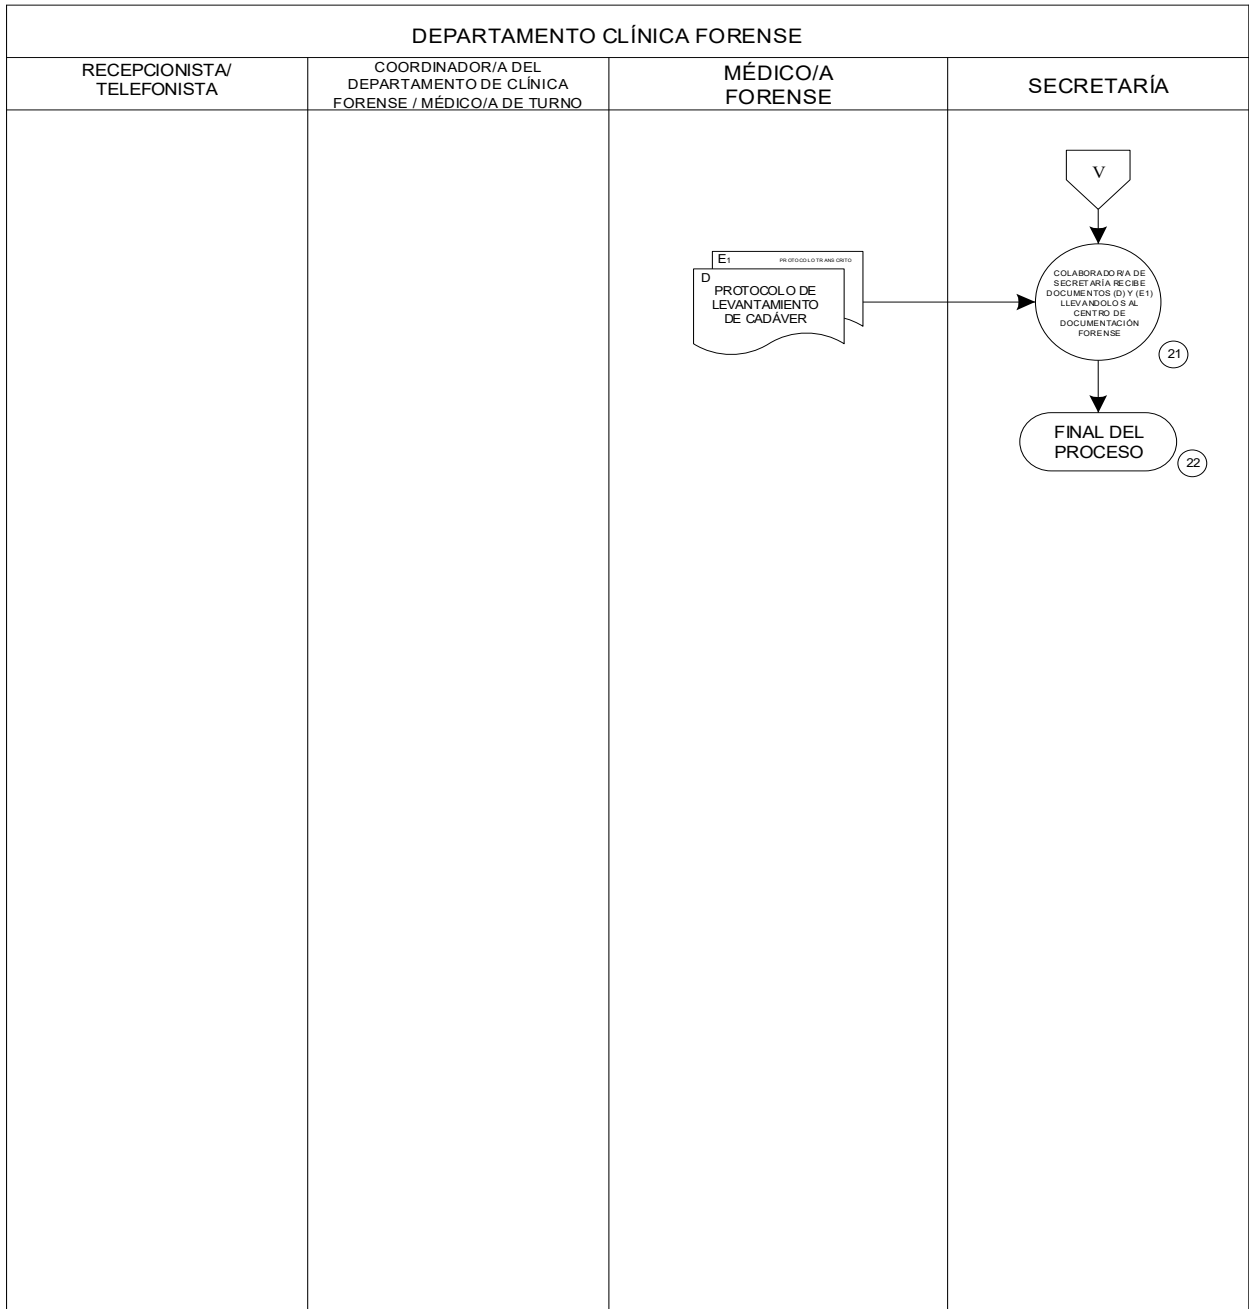 DEPARTAMENTO CLÍNICA FORENSE
RECEPCIONISTA/
TELEFONISTA
COORDINADOR/A DEL
DEPARTAMENTO DE CLÍNICA
FORENSE / MÉDICO/A DE TURNO
MÉDICO/A
FORENSE
SECRETARÍA
V
E1 PROTOCOLO TRANSCRITO
D
PROTOCOLO DE
LEVANTAMIENTO
DE CADÁVER
COLABORADOR/A DE
SECRETARÍA RECIBE
DOCUMENTOS (D) Y (E1)
LLEVANDOLOS AL
CENTRO DE
DOCUMENTACIÓN
FORENSE
21
FINAL DEL
PROCESO
22